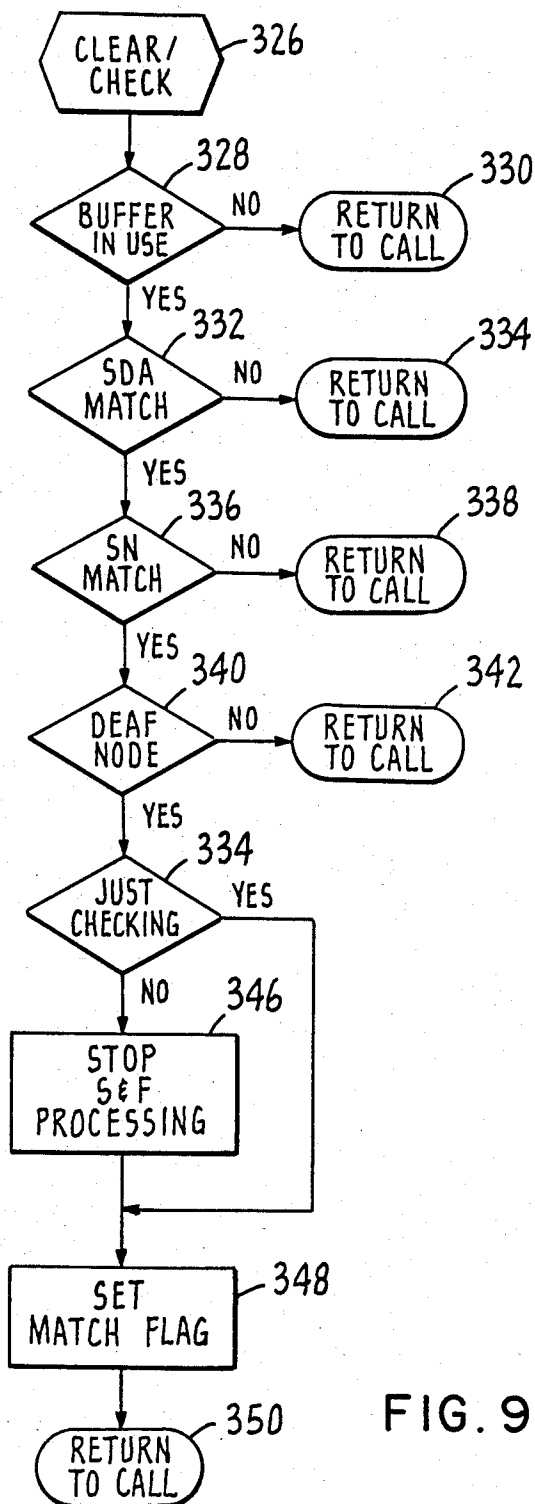 CLEAR/
CHECK
326
328
BUFFER
IN USE
NO
330
RETURN
TO CALL
YES
332
SDA
MATCH
NO
334
RETURN
TO CALL
YES
336
SN
MATCH
NO
338
RETURN
TO CALL
YES
340
DEAF
NODE
NO
342
RETURN
TO CALL
YES
334
JUST
CHECKING
YES
NO
346
STOP
S&F
PROCESSING
348
SET
MATCH FLAG
350
RETURN
TO CALL
FIG. 9